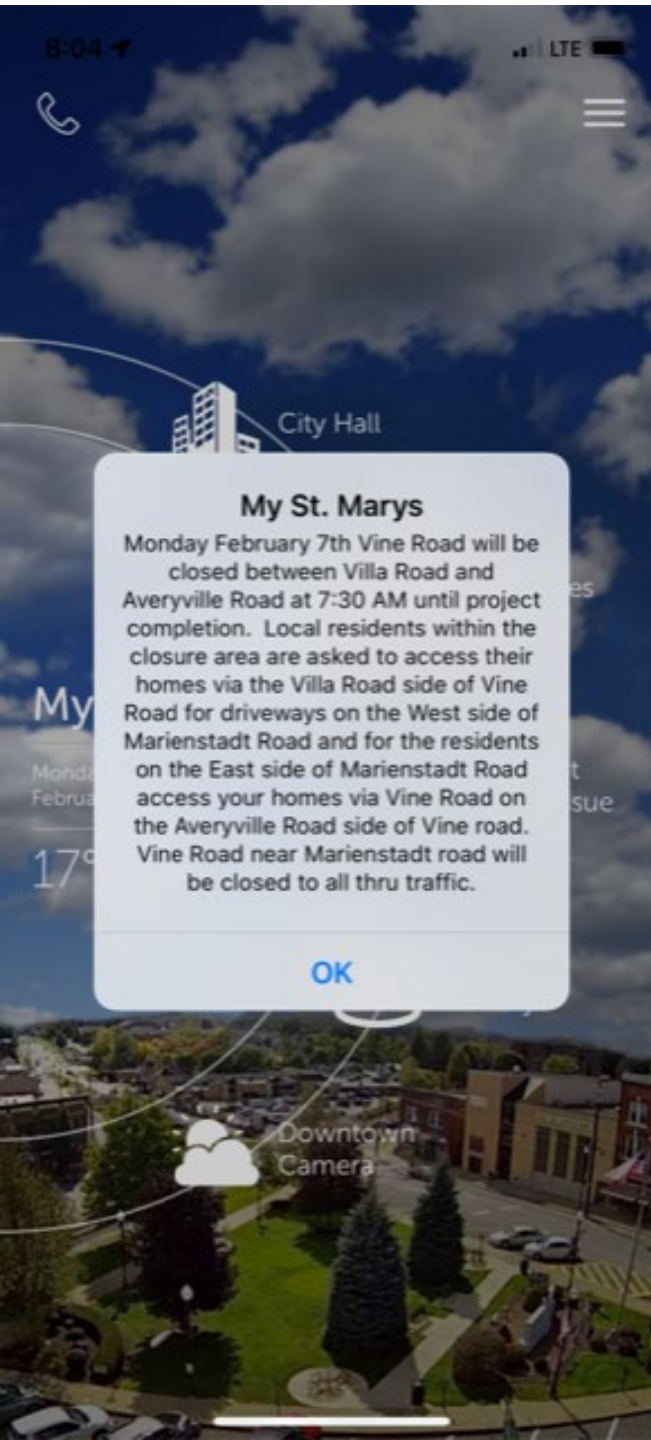 8:04
LTE
City Hall
My St. Marys
Monday February 7th Vine Road will be
closed between Villa Road and
Averyville Road at 7:30 AM until project
completion.  Local residents within the
closure area are asked to access their
homes via the Villa Road side of Vine
Road for driveways on the West side of
Marienstadt Road and for the residents
on the East side of Marienstadt Road
access your homes via Vine Road on
the Averyville Road side of Vine road.
Vine Road near Marienstadt road will
be closed to all thru traffic.
OK
My
17°
Downtown
Camera